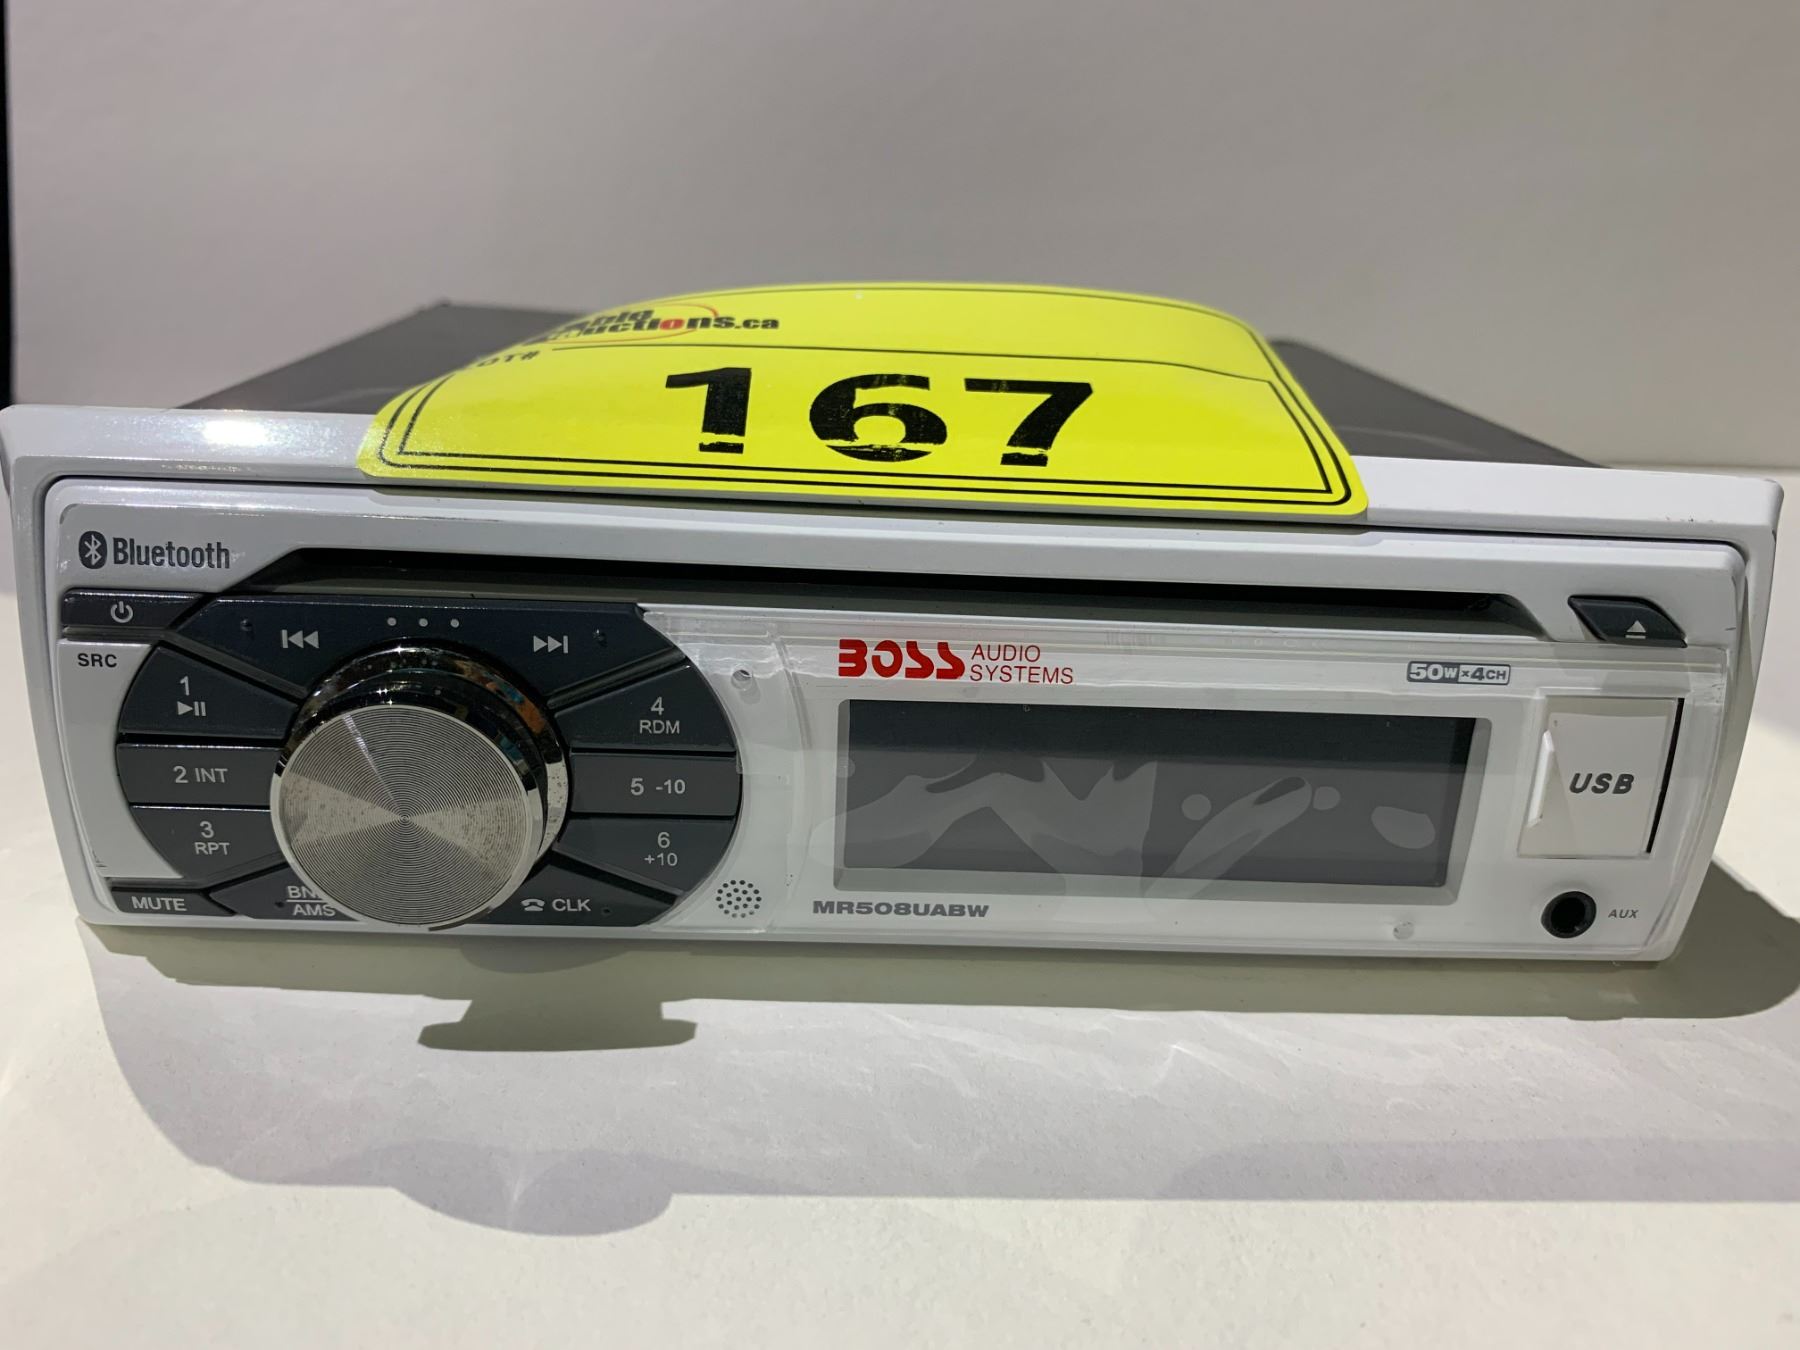 ctions.ca
167
Bluetooth
SRC
1
2 INT
3
RPT
MUTE
AMS
CLK
4
RDM
5 -10
6
+10
BOSS AUDIO SYSTEMS
50W×4CH
USB
AUX
MR508UABW